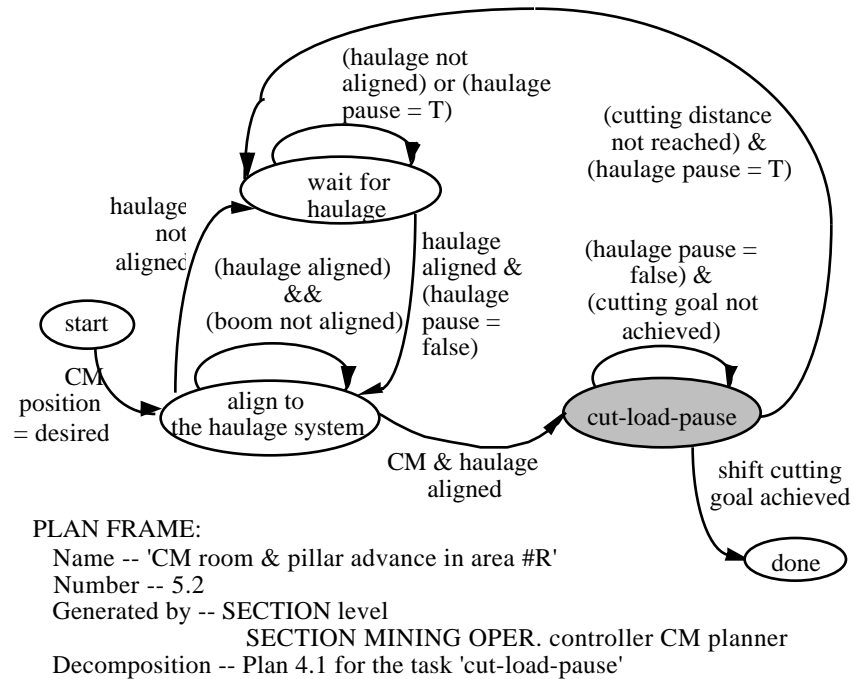 (haulage not
aligned) or (haulage
pause = T)
(cutting distance
not reached) &
(haulage pause = T)
wait for
haulage
haulage
not
aligned
(haulage aligned)
&&
(boom not aligned)
haulage
aligned &
(haulage
pause =
false)
(haulage pause =
false) &
(cutting goal not
achieved)
start
CM
position
= desired
align to
the haulage system
cut-load-pause
CM & haulage
aligned
shift cutting
goal achieved
done
PLAN FRAME:
Name -- 'CM room & pillar advance in area #R'
Number -- 5.2
Generated by -- SECTION level
SECTION MINING OPER. controller CM planner
Decomposition -- Plan 4.1 for the task 'cut-load-pause'